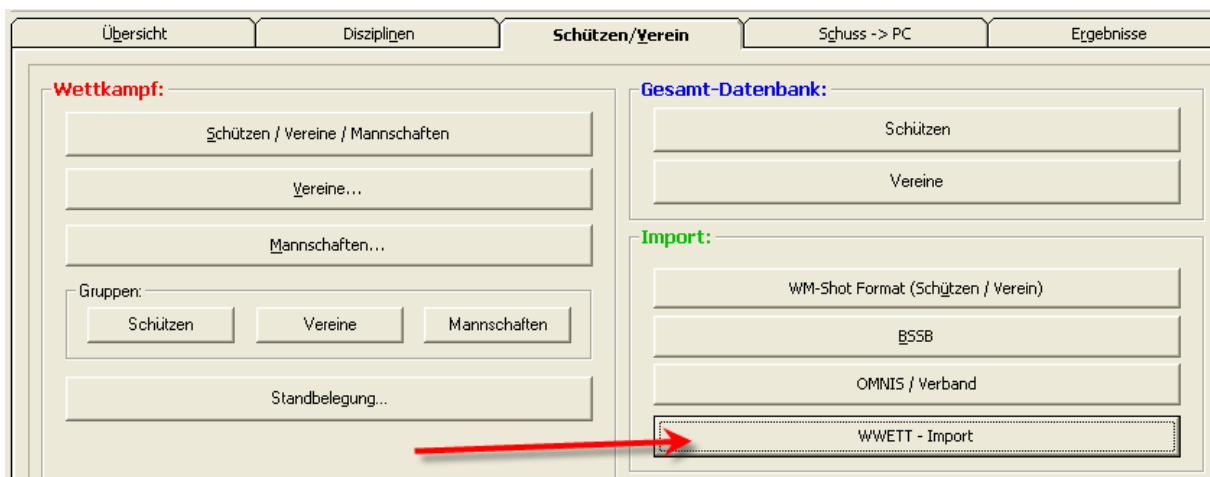 Übersicht
Disziplinen
Schützen/Verein
Schuss -> PC
Ergebnisse
Wettkampf:
Schützen / Vereine / Mannschaften
Vereine...
Mannschaften...
Gruppen:
Schützen
Vereine
Mannschaften
Standbelegung...
Gesamt-Datenbank:
Schützen
Vereine
Import:
WM-Shot Format (Schützen / Verein)
BSSB
OMNIS / Verband
WWETT - Import